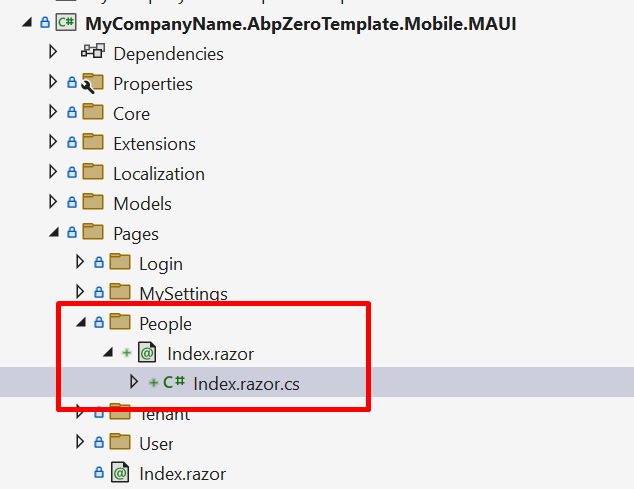 C# MyCompanyName.AbpZeroTemplate.Mobile.MAUI
Dependencies
Properties
Core
Extensions
Localization
Models
Pages
Login
MySettings
People
@ Index.razor
C# Index.razor.cs
Tenant
User
@ Index.razor